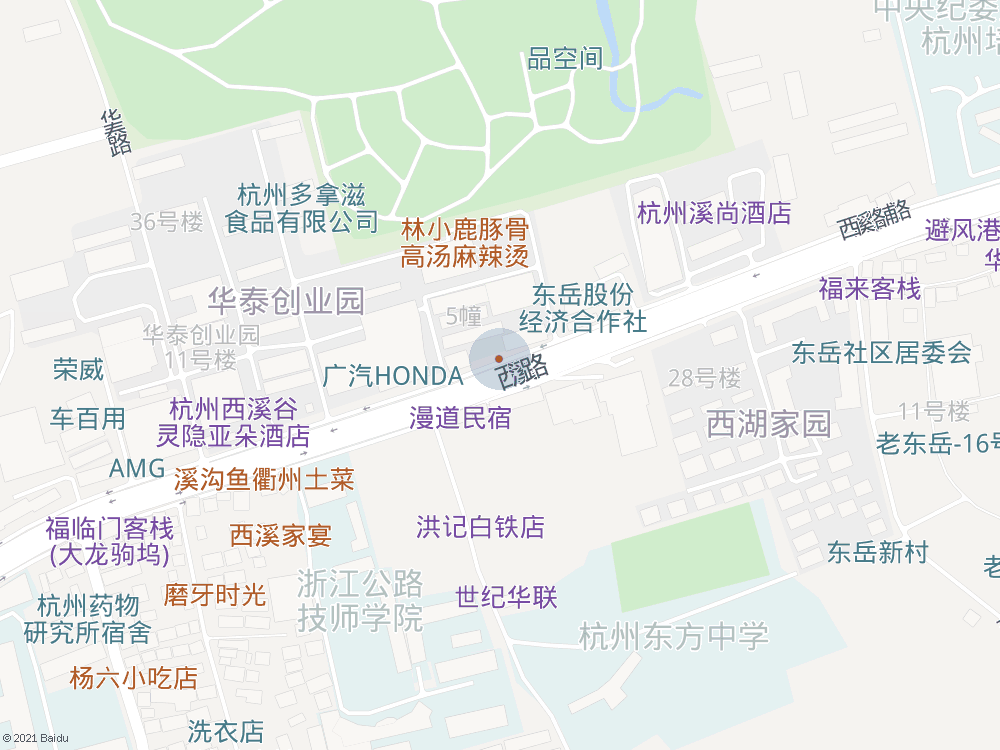 中央纪委
杭州培
品空间
华泰路
杭州多拿滋
食品有限公司
36号楼
林小鹿豚骨
高汤麻辣烫
杭州溪尚酒店
西溪路辅路
避风港
华
福来客栈
华泰创业园
5幢
东岳股份
经济合作社
华泰创业园
11号楼
东岳社区居委会
荣威
广汽HONDA
西溪路
28号楼
车百用
杭州西溪谷
灵隐亚朵酒店
漫道民宿
西湖家园
11号楼
老东岳-16号
AMG
溪沟鱼衢州土菜
福临门客栈
(大龙驹坞)
西溪家宴
洪记白铁店
东岳新村
老
浙江公路
技师学院
磨牙时光
世纪华联
杭州药物
研究所宿舍
杭州东方中学
杨六小吃店
洗衣店
© 2021 Baidu